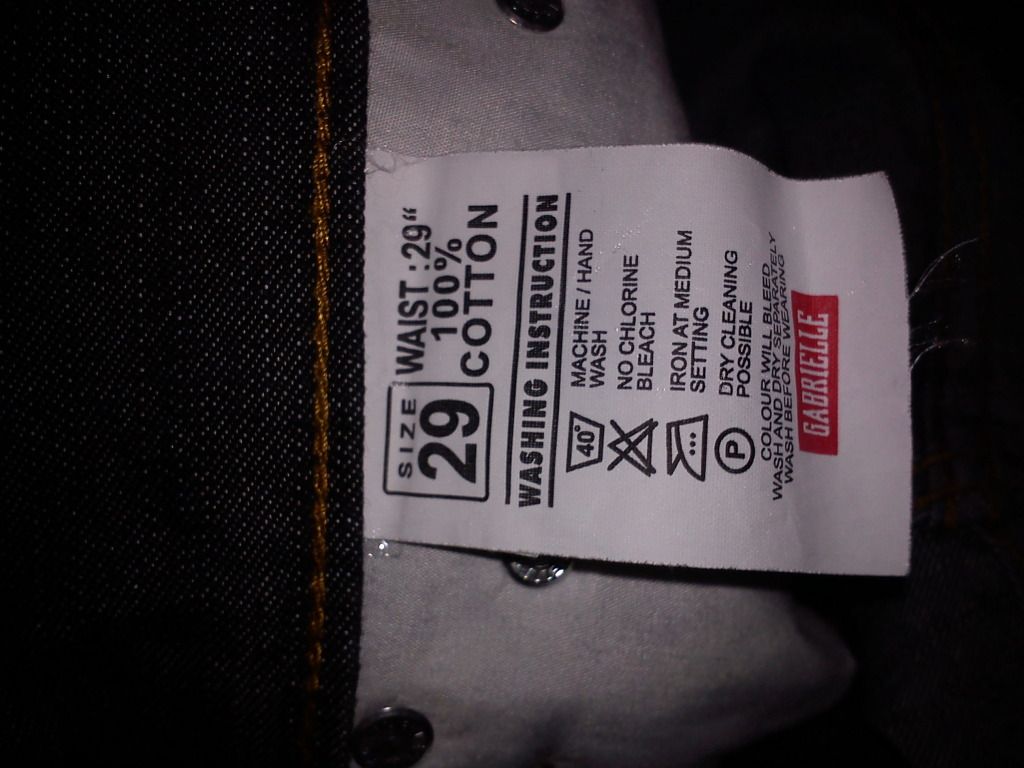 SIZE
29
WAIST : 29“
100%
COTTON
WASHING INSTRUCTION
40°
MACHINE / HAND
WASH
NO CHLORINE
BLEACH
IRON AT MEDIUM
SETTING
P
DRY CLEANING
POSSIBLE
COLOUR WILL BLEED
WASH AND DRY SEPARATELY
WASH BEFORE WEARING
GABRIELLE